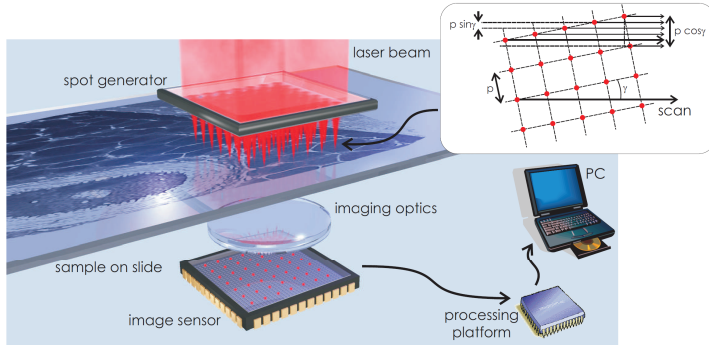 laser beam
spot generator
p sinγ
p cosγ
p
γ
scan
PC
imaging optics
sample on slide
image sensor
processing
platform